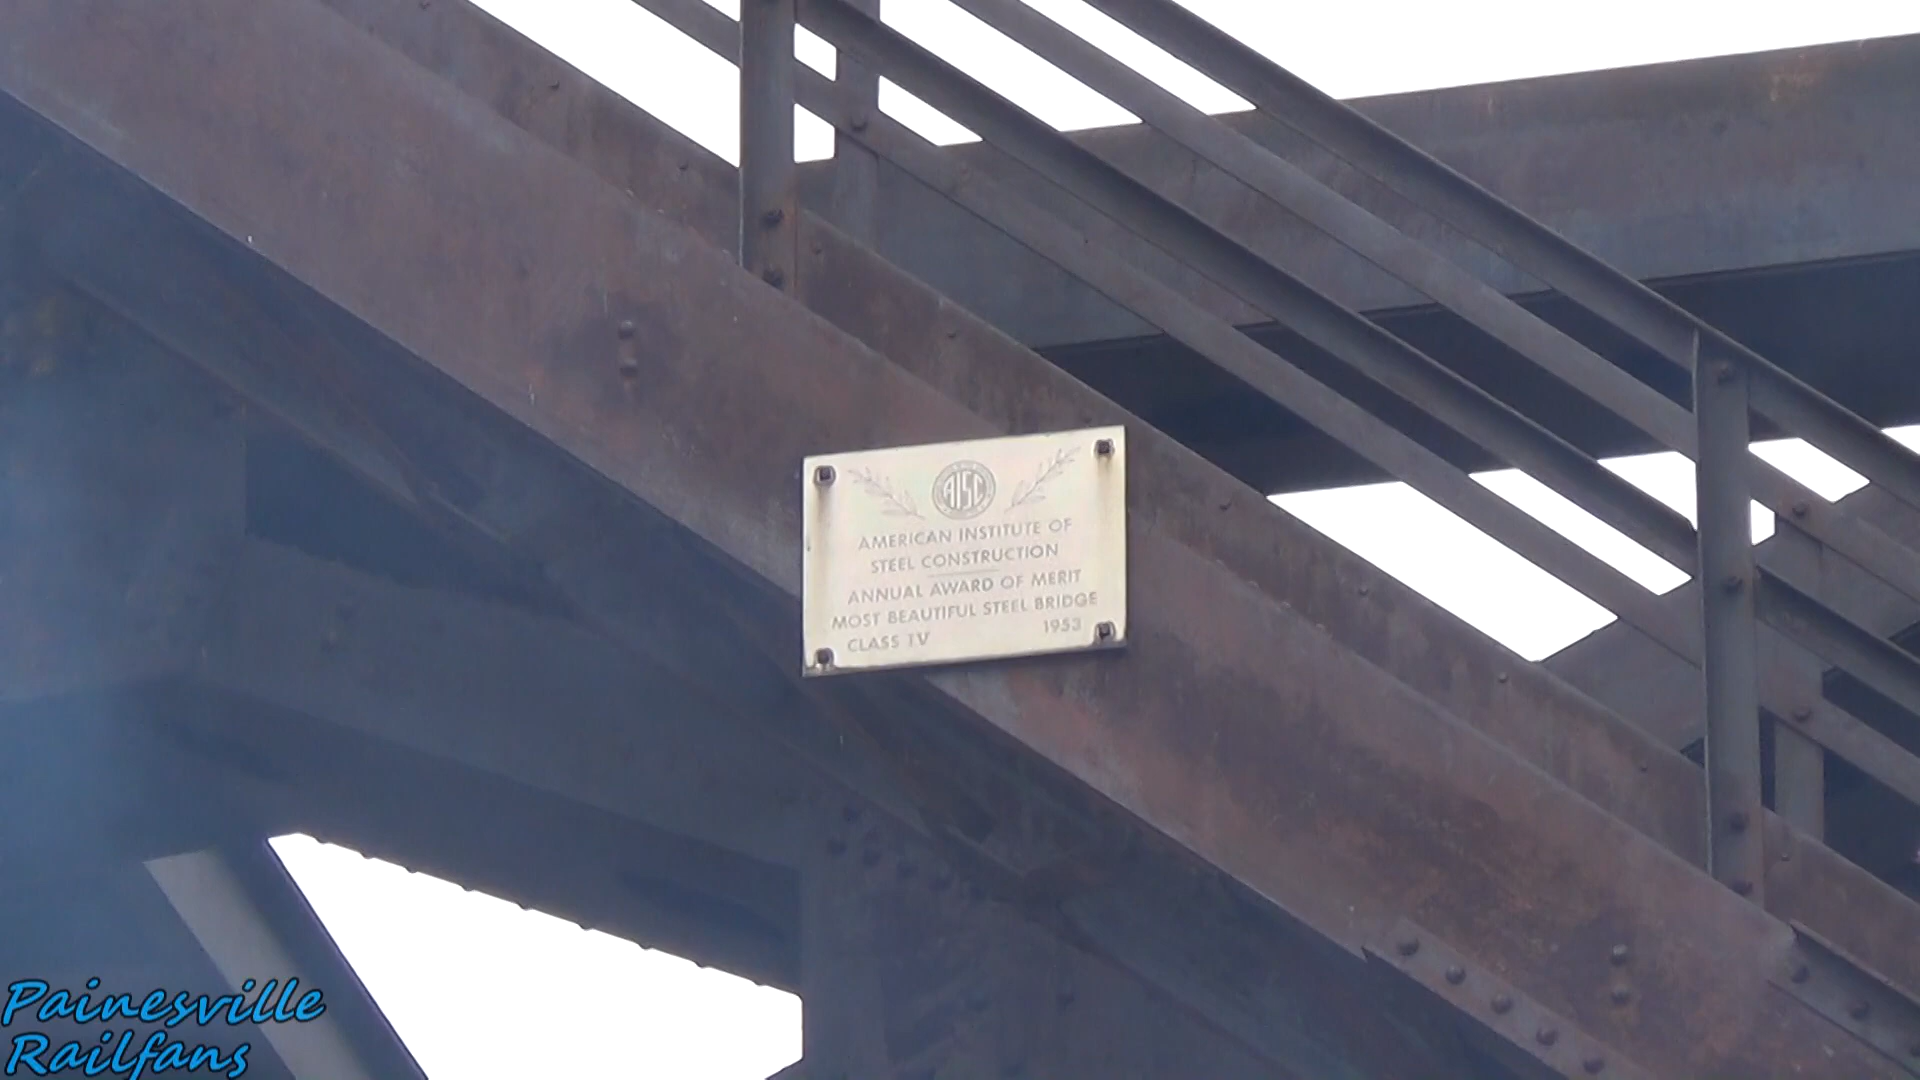 AISC
AMERICAN INSTITUTE OF
STEEL CONSTRUCTION
ANNUAL AWARD OF MERIT
MOST BEAUTIFUL STEEL BRIDGE
CLASS IV 1953
Painesville
Railfans